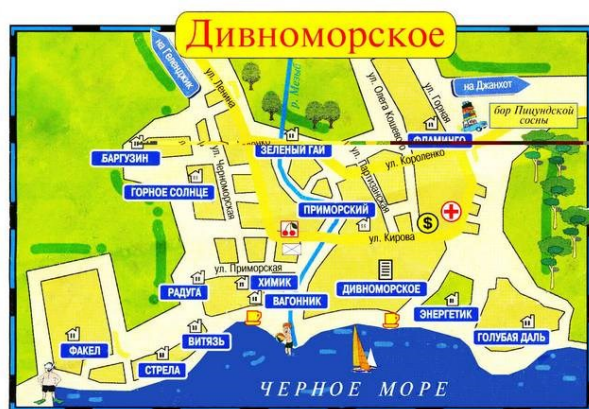 Дивноморское
на Геленджик
ул. Ленина
р. Мезыб
ул. Олега Кошевого
ул. Горная
на Джанхот
бор Пицундской
сосны
ФЛАМИНГО
БАРГУЗИН
ЗЕЛЕНЫЙ ГАЙ
ул. Короленко
ГОРНОЕ СОЛНЦЕ
ул. Черноморская
ул. Партизанская
ПРИМОРСКИЙ
$
ул. Кирова
ул. Приморская
РАДУГА
ХИМИК
ВАГОННИК
ДИВНОМОРСКОЕ
ЭНЕРГЕТИК
ВИТЯЗЬ
ГОЛУБАЯ ДАЛЬ
ФАКЕЛ
СТРЕЛА
ЧЕРНОЕ МОРЕ